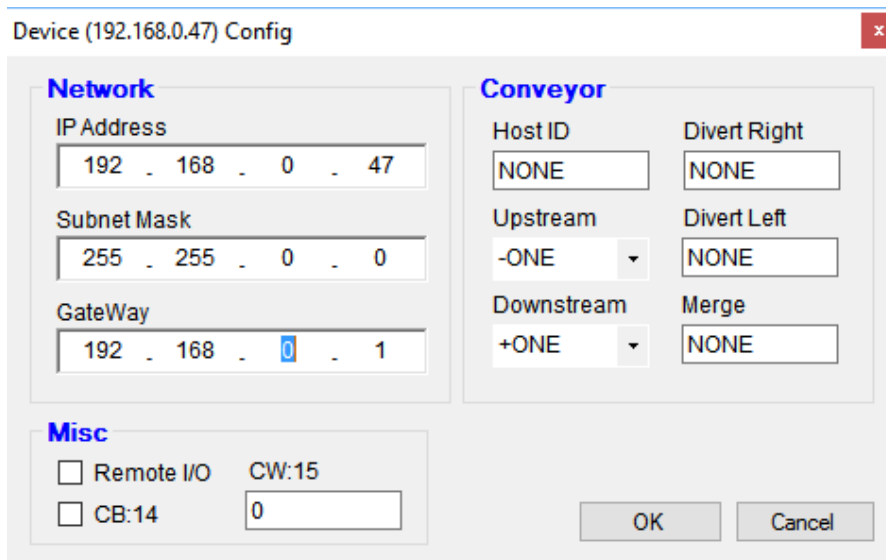 Device (192.168.0.47) Config
x
Network
IP Address
192 . 168 . 0 . 47
Subnet Mask
255 . 255 . 0 . 0
GateWay
192 . 168 . 0 . 1
Conveyor
Host ID
NONE
Divert Right
NONE
Upstream
-ONE
Divert Left
NONE
Downstream
+ONE
Merge
NONE
Misc
Remote I/O
CB:14
CW:15
0
OK
Cancel